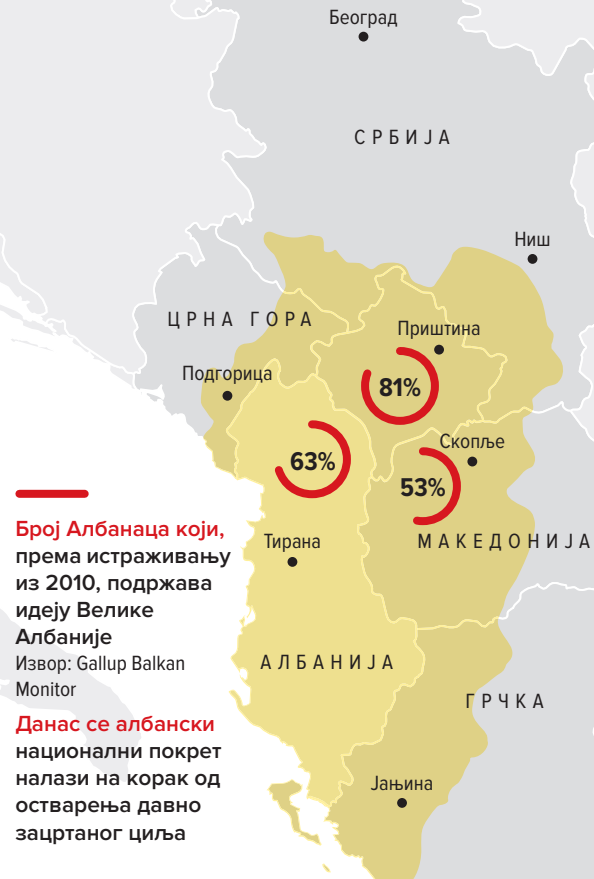 Београд
СРБИЈА
Ниш
ЦРНА ГОРА
Приштина
Подгорица
81%
Скопље
63%
53%
МАКЕДОНИЈА
Тирана
Број Албанаца који,
према истраживању
из 2010, подржава
идеју Велике
Албаније
Извор: Gallup Balkan
Monitor
АЛБАНИЈА
ГРЧКА
Данас се албански
национални покрет
налази на корак од
остварења давно
зацртаног циља
Јањина